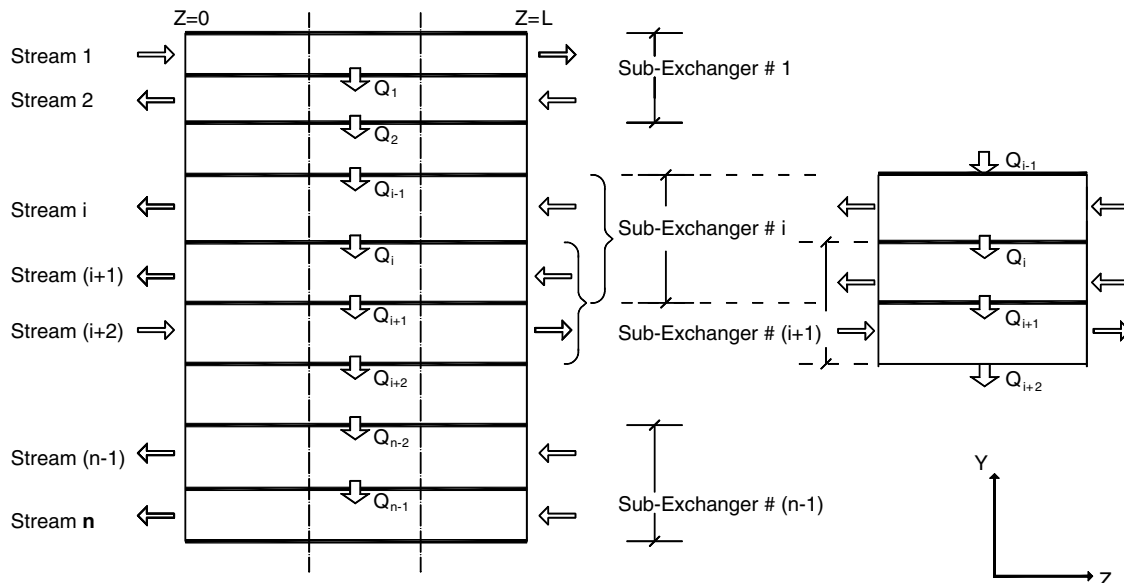 Z=0 Z=L
Stream 1
Sub-Exchanger # 1
Q1
Stream 2
Q2
Qi-1
Qi-1
Stream i
Sub-Exchanger # i
Qi
Qi
Stream (i+1)
Qi+1
Qi+1
Stream (i+2)
Sub-Exchanger # (i+1)
Qi+2
Qi+2
Qn-2
Stream (n-1)
Y
Qn-1
Sub-Exchanger # (n-1)
Stream n
Z